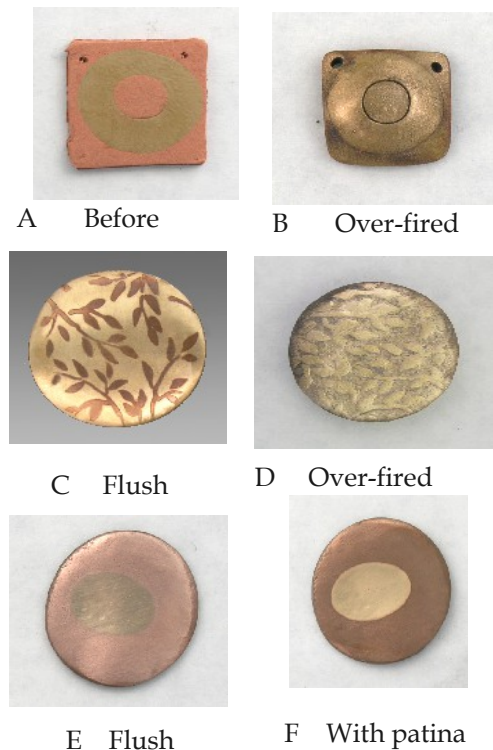 A Before
B Over-fired
C Flush
D Over-fired
E Flush
F With patina